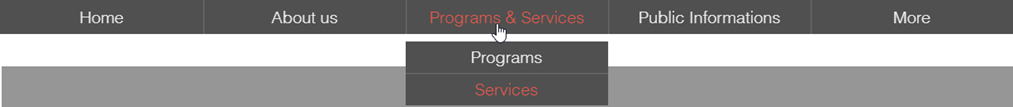 Home About us Programs & Services Public Informations More
Programs
Services